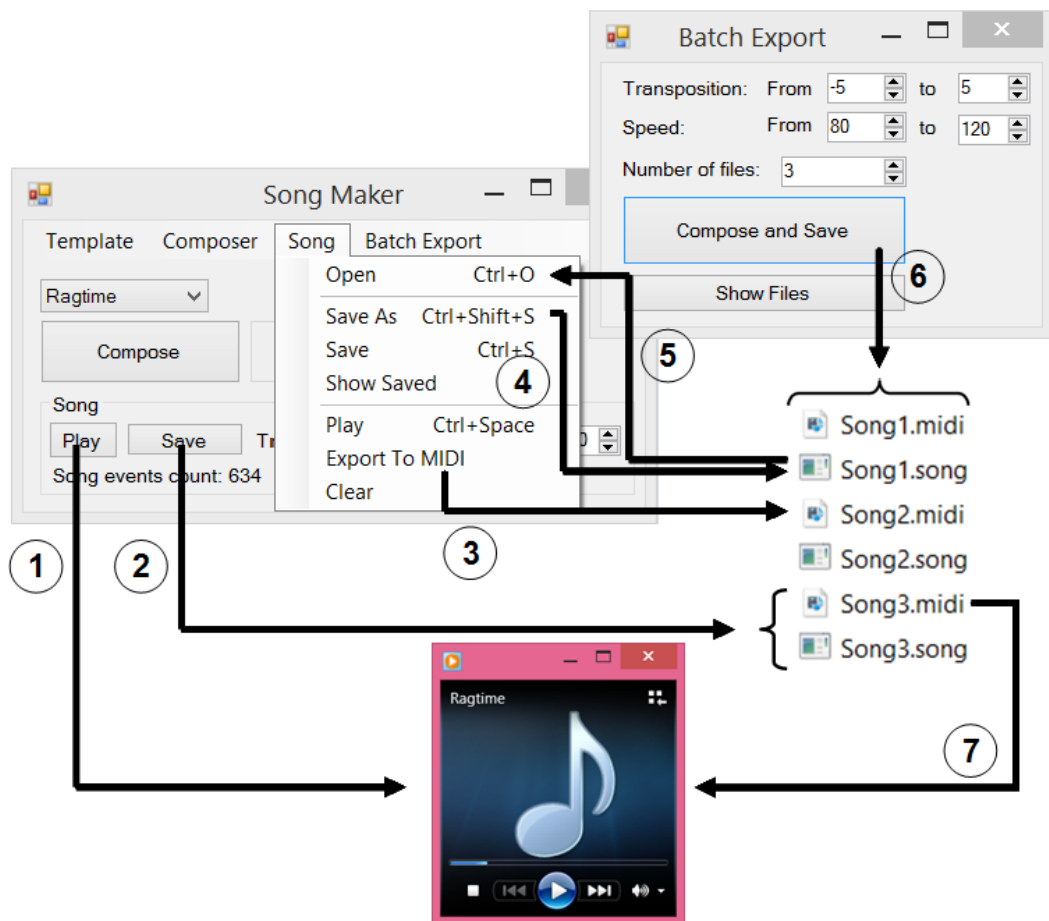 Batch Export
Transposition: From -5 to 5
Speed: From 80 to 120
Number of files: 3
Compose and Save
Show Files
6
Song Maker
Template Composer Song Batch Export
Ragtime
Compose
Song
Play Save
Song events count: 634
Open Ctrl+O
Save As Ctrl+Shift+S
Save Ctrl+S
Show Saved
Play Ctrl+Space
Export To MIDI
Clear
4
5
1
2
3
Song1.midi
Song1.song
Song2.midi
Song2.song
Song3.midi
Song3.song
Ragtime
7